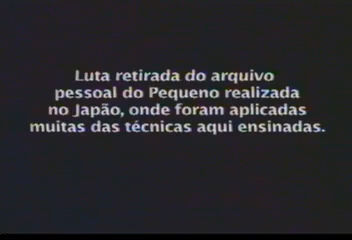 Luta retirada do arquivo
pessoal do Pequeno realizada
no Japão, onde foram aplicadas
muitas das técnicas aqui ensinadas.